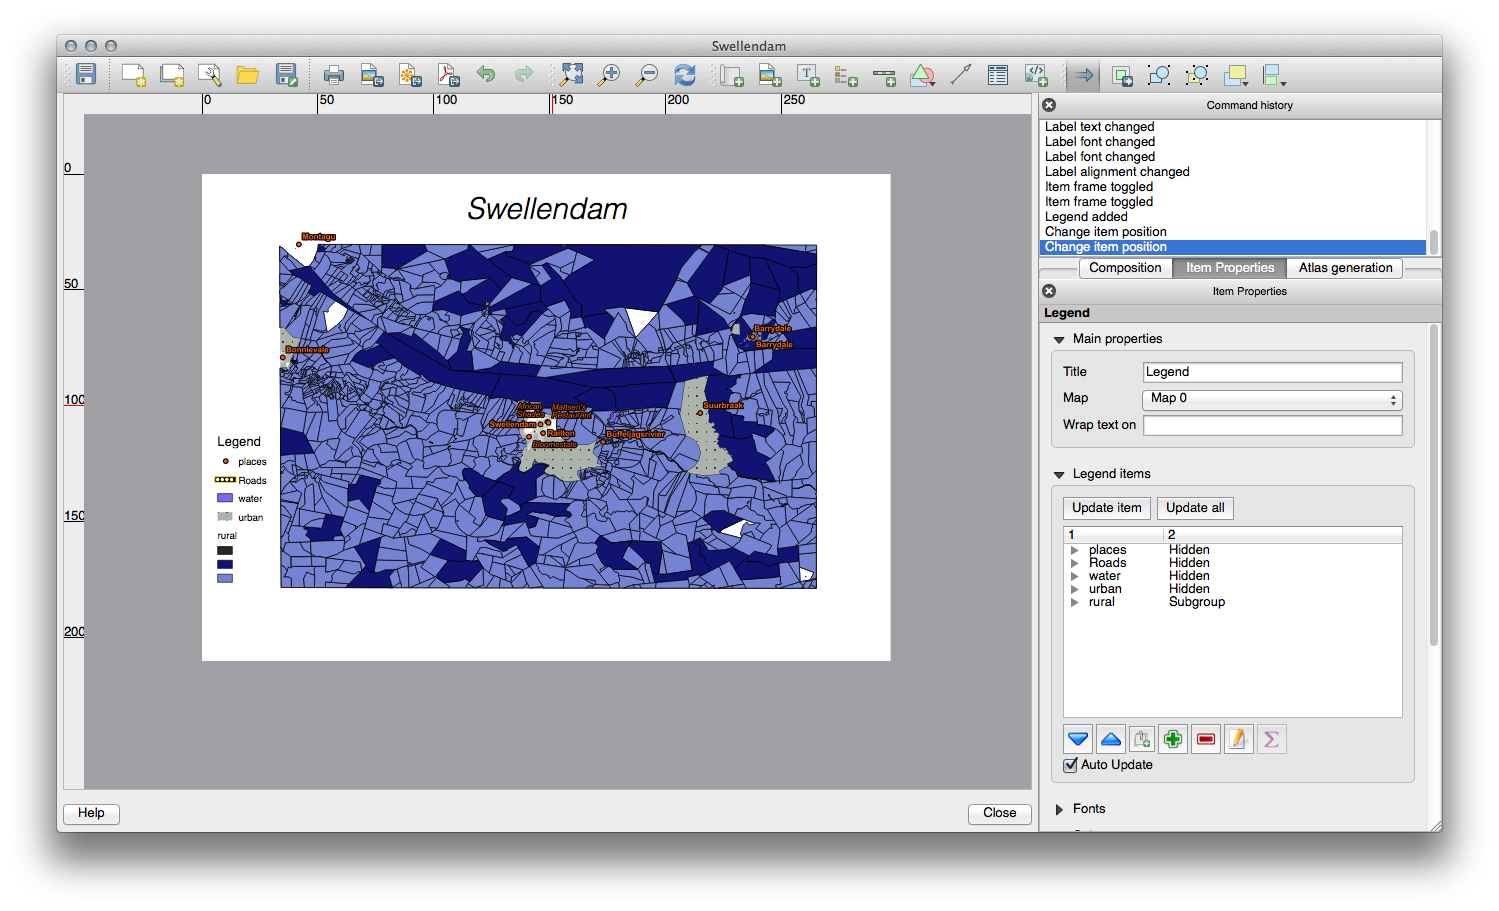 Swellendam
0 50 100 150 200 250
0
50
100
150
200
Swellendam
Montagu
Bonnievale
Barrydale
Barrydale
Suurbraak
African
Shades
Mattsen's
Restaurant
Swellendam
Railton
Bloomestate
Buffeljagsrivier
Legend
places
Roads
water
urban
rural
Help
Close
Command history
Label text changed
Label font changed
Label font changed
Label alignment changed
Item frame toggled
Item frame toggled
Legend added
Change item position
Change item position
Composition Item Properties Atlas generation
Item Properties
Legend
Main properties
Title Legend
Map Map 0
Wrap text on
Legend items
Update item Update all
1 2
places Hidden
Roads Hidden
water Hidden
urban Hidden
rural Subgroup
Auto Update
Fonts